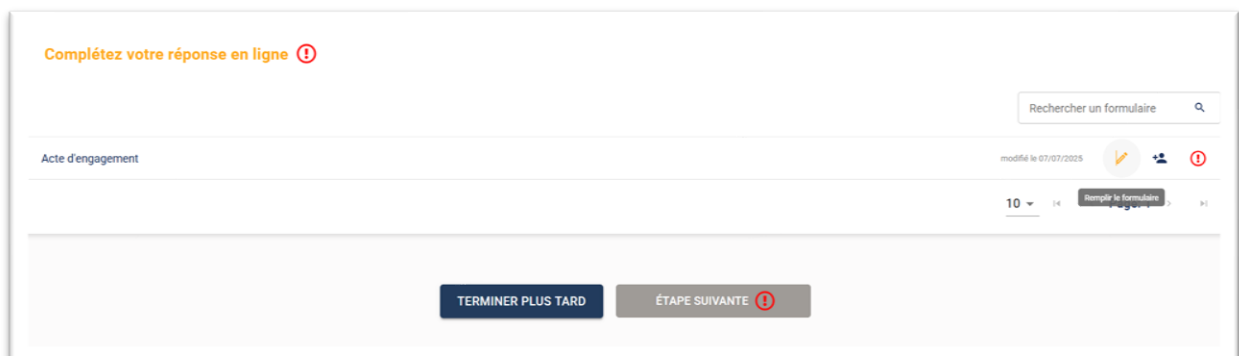 Complétez votre réponse en ligne
Rechercher un formulaire
Acte d'engagement
modifié le 07/07/2025
Remplir le formulaire
10
TERMINER PLUS TARD
ÉTAPE SUIVANTE